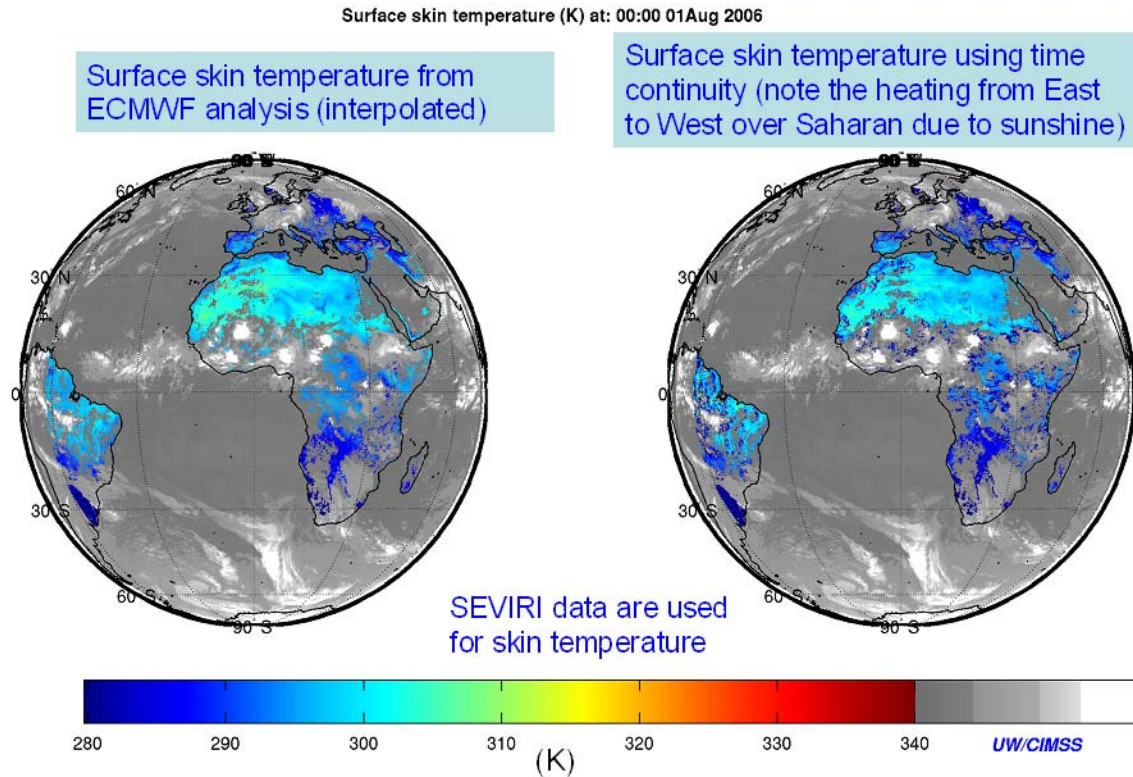 Surface skin temperature (K) at: 00:00 01Aug 2006
Surface skin temperature from
ECMWF analysis (interpolated)
Surface skin temperature using time
continuity (note the heating from East
to West over Saharan due to sunshine)
60° N
30° N
0
30° S
60° S
90° S
60° N
30° N
0
30° S
60° S
90° S
SEVIRI data are used
for skin temperature
280 290 300 310 320 330 340
(K)
UW/CIMSS